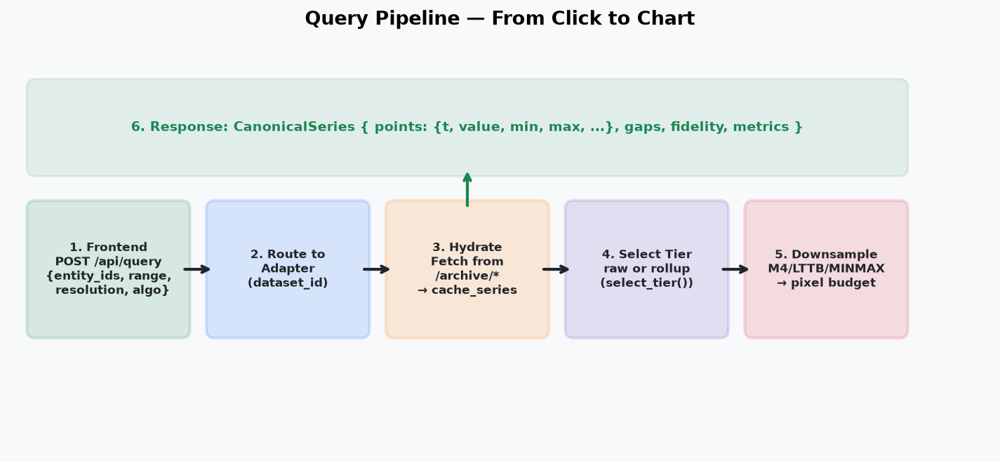 Query Pipeline — From Click to Chart
6. Response: CanonicalSeries { points: {t, value, min, max, ...}, gaps, fidelity, metrics }
1. Frontend
POST /api/query
{entity_ids, range,
resolution, algo}
2. Route to
Adapter
(dataset_id)
3. Hydrate
Fetch from
/archive/*
→ cache_series
4. Select Tier
raw or rollup
(select_tier())
5. Downsample
M4/LTTB/MINMAX
→ pixel budget